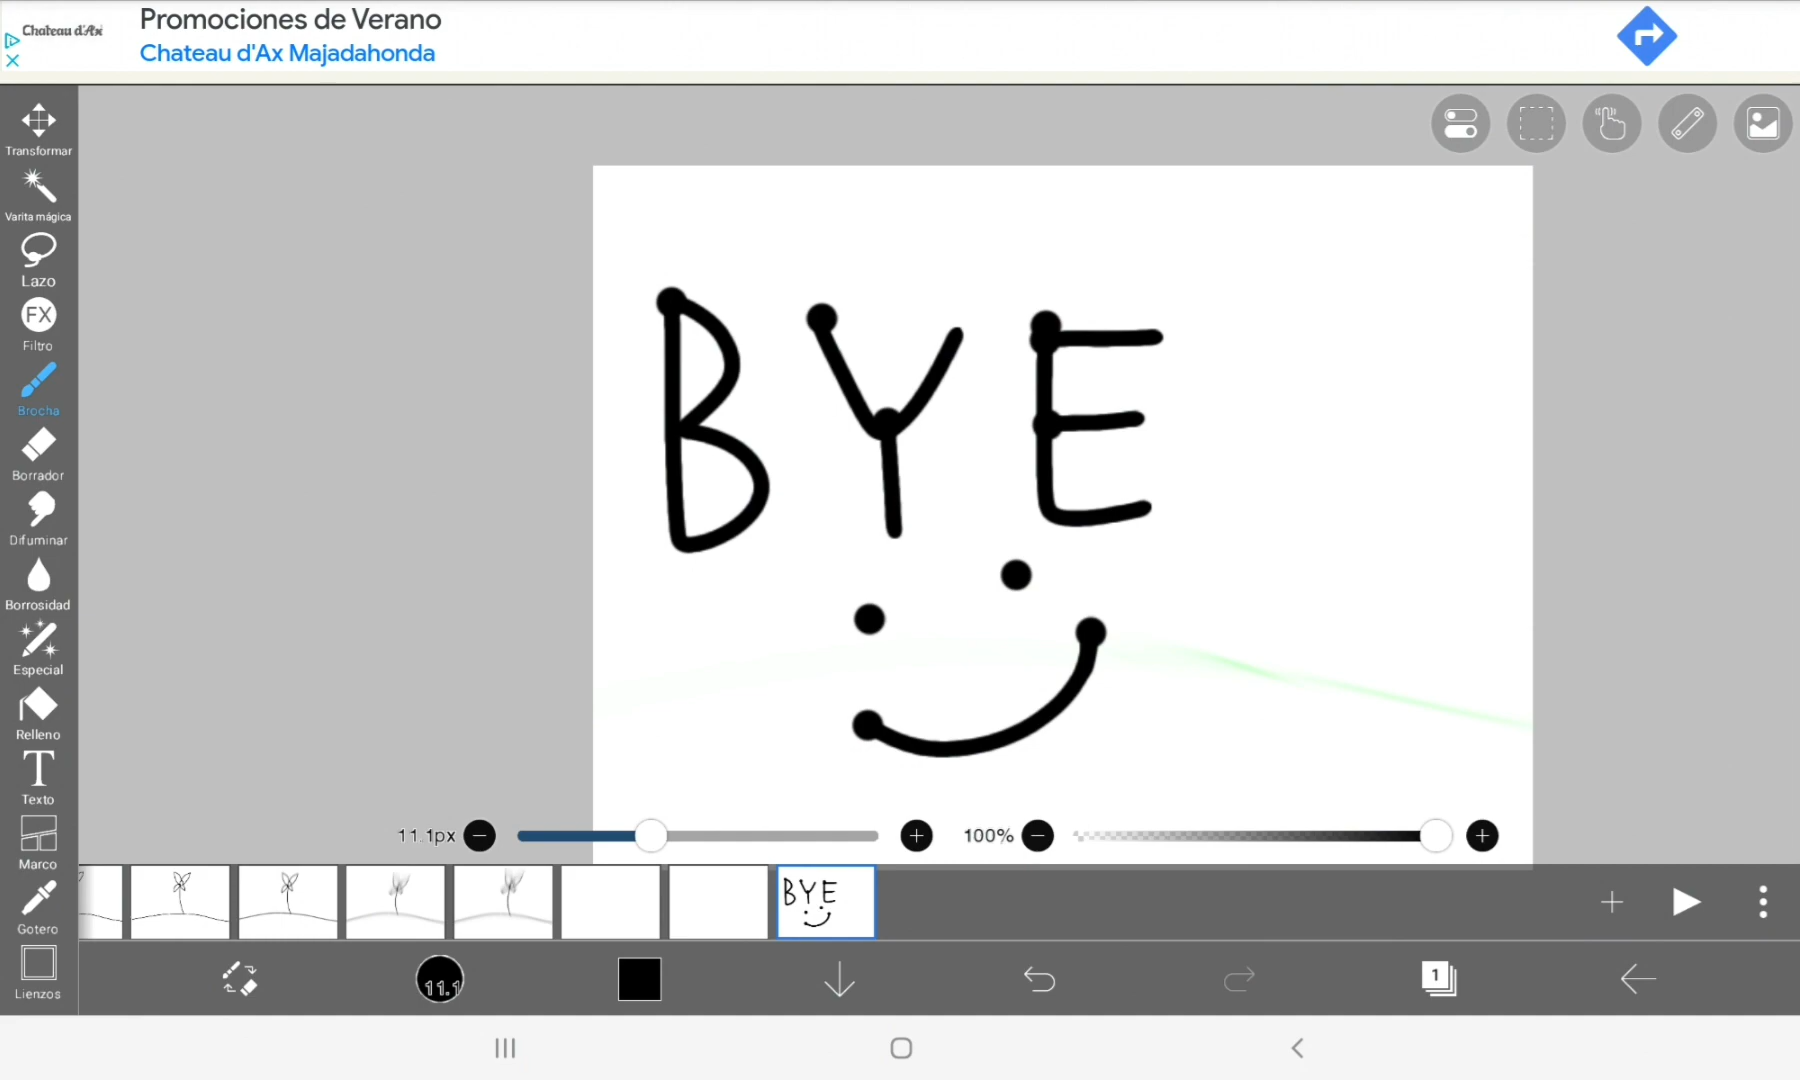 Chateau d'Ax
Promociones de Verano
Chateau d'Ax Majadahonda
Transformar
Varita mágica
Lazo
FX
Filtro
Brocha
Borrador
Difuminar
Borrosidad
Especial
Relleno
T
Texto
Marco
Gotero
Lienzos
BYE
11.1px
100%
BYE
11.1
1